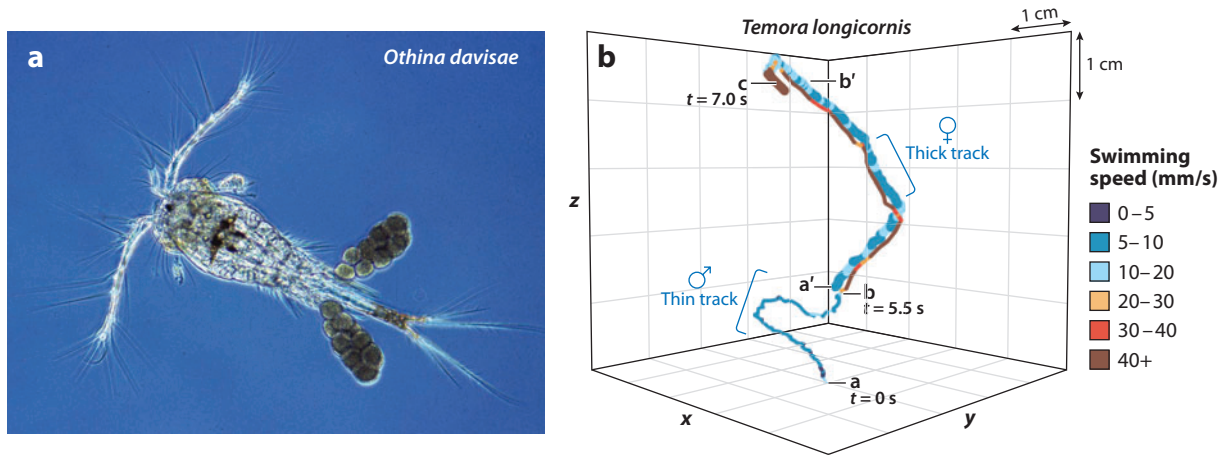 a
Othina davisae
b
Temora longicornis
1 cm
1 cm
c
t = 7.0 s
b′
♀
Thick track
z
♂
Thin track
a′
b
t = 5.5 s
a
t = 0 s
x
y
Swimming
speed (mm/s)
0–5
5–10
10–20
20–30
30–40
40+